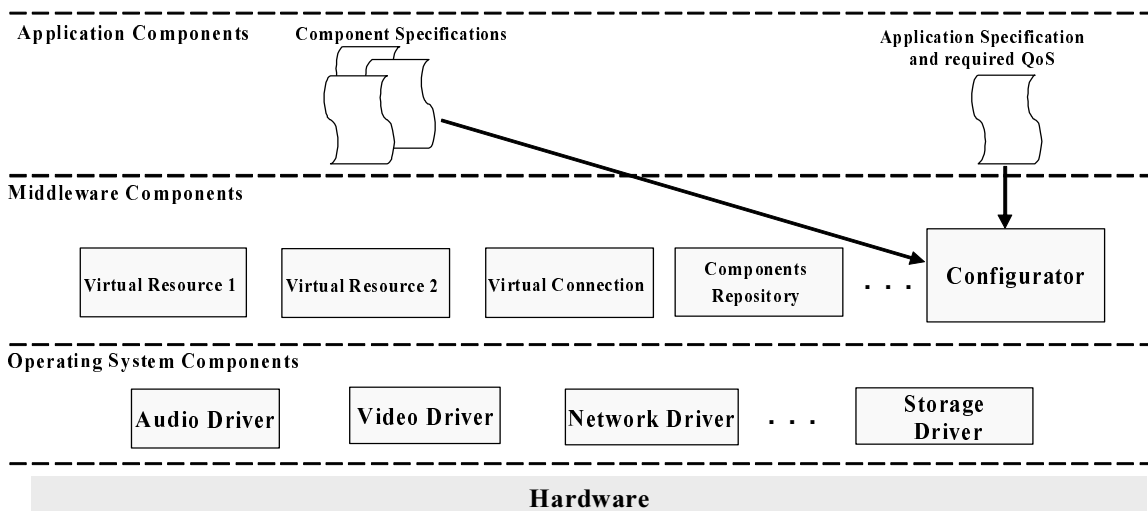 Application Components
Component Specifications
Application Specification
and required QoS
Middleware Components
Virtual Resource 1
Virtual Resource 2
Virtual Connection
Components
Repository
. . .
Configurator
Operating System Components
Audio Driver
Video Driver
Network Driver
. . .
Storage
Driver
Hardware